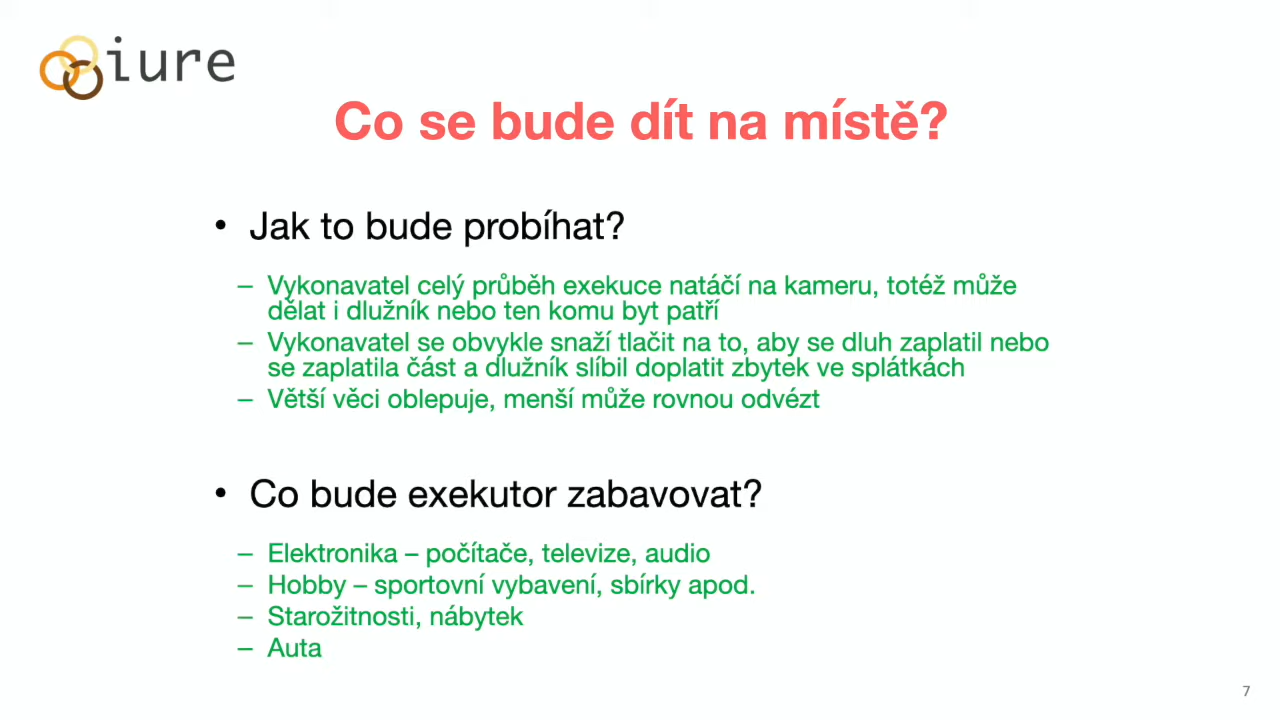 iure
Co se bude dít na místě?
• Jak to bude probíhat?
– Vykonavatel celý průběh exekuce natáčí na kameru, totéž může
dělat i dlužník nebo ten komu byt patří
– Vykonavatel se obvykle snaží tlačit na to, aby se dluh zaplatil nebo
se zaplatila část a dlužník slíbil doplatit zbytek ve splátkách
– Větší věci oblepuje, menší může rovnou odvézt
• Co bude exekutor zabavovat?
– Elektronika – počítače, televize, audio
– Hobby – sportovní vybavení, sbírky apod.
– Starožitnosti, nábytek
– Auta
7